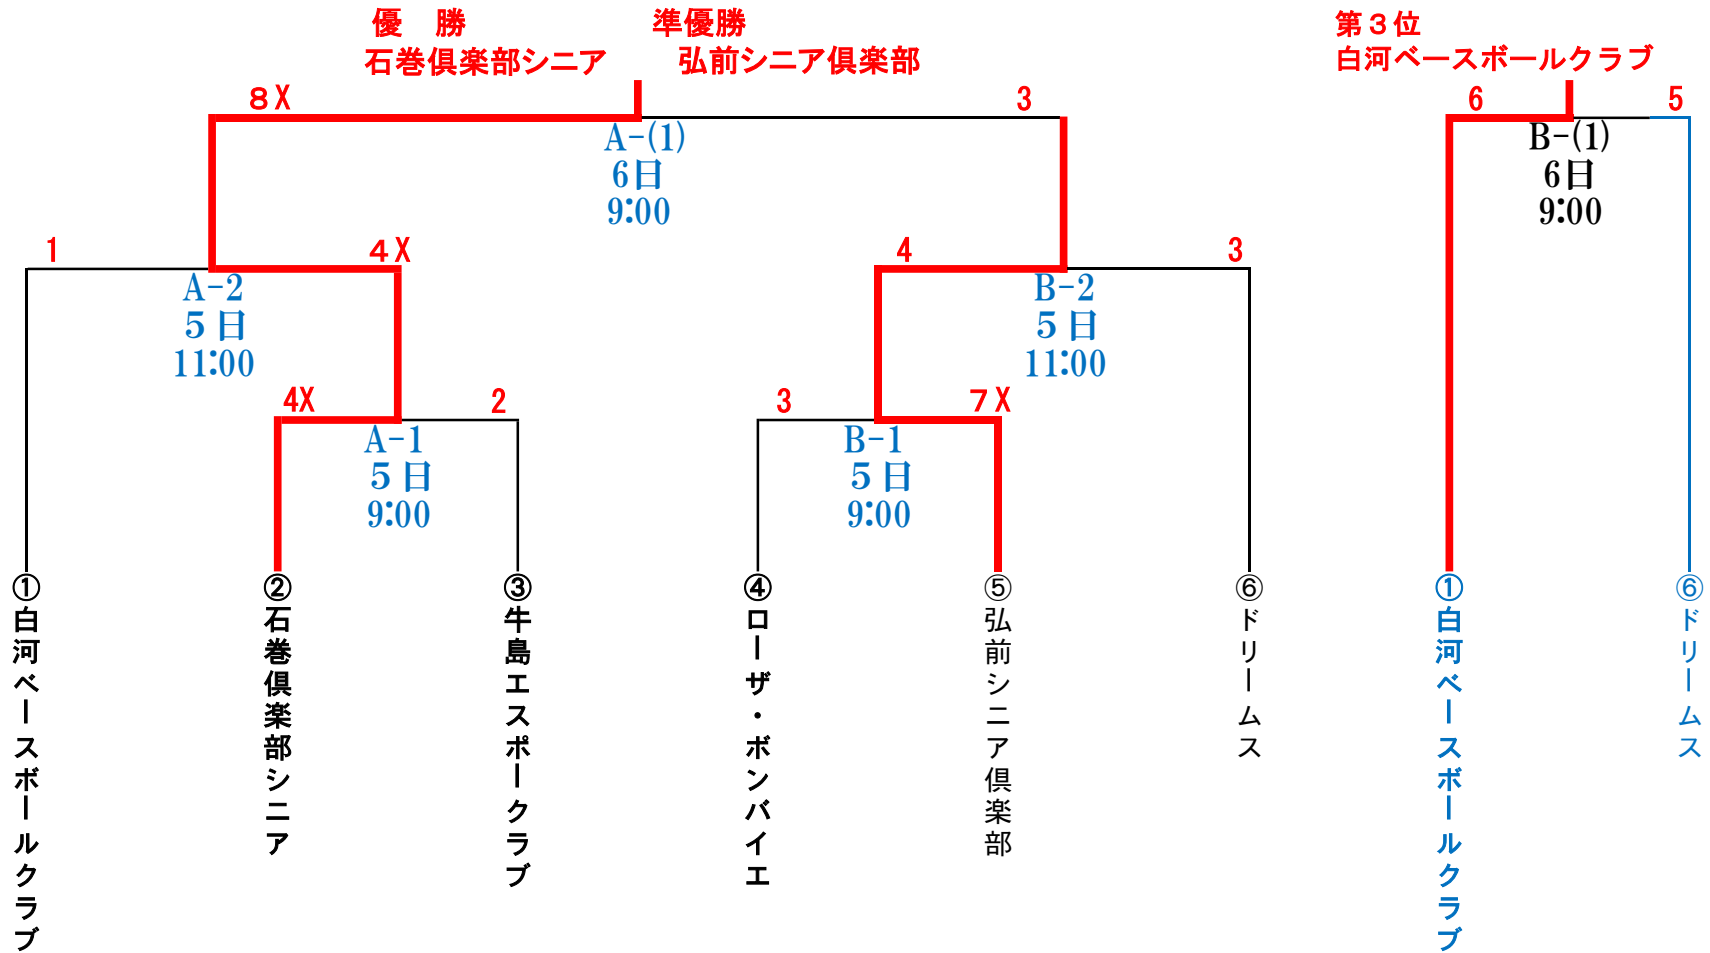 優　勝
石巻倶楽部シニア
準優勝
弘前シニア倶楽部
第３位
白河ベースボールクラブ
８X
3
6
5
A-(1)
6日
9:00
B-(1)
6日
9:00
1
４X
4
3
A-2
５日
11:00
B-2
５日
11:00
4X
2
3
７X
A-1
５日
9:00
B-1
５日
9:00
①白河ベースボールクラブ
②石巻倶楽部シニア
③牛島エスポークラブ
④ローザ・ボンバイエ
⑤弘前シニア倶楽部
⑥ドリームス
①白河ベースボールクラブ
⑥ドリームス